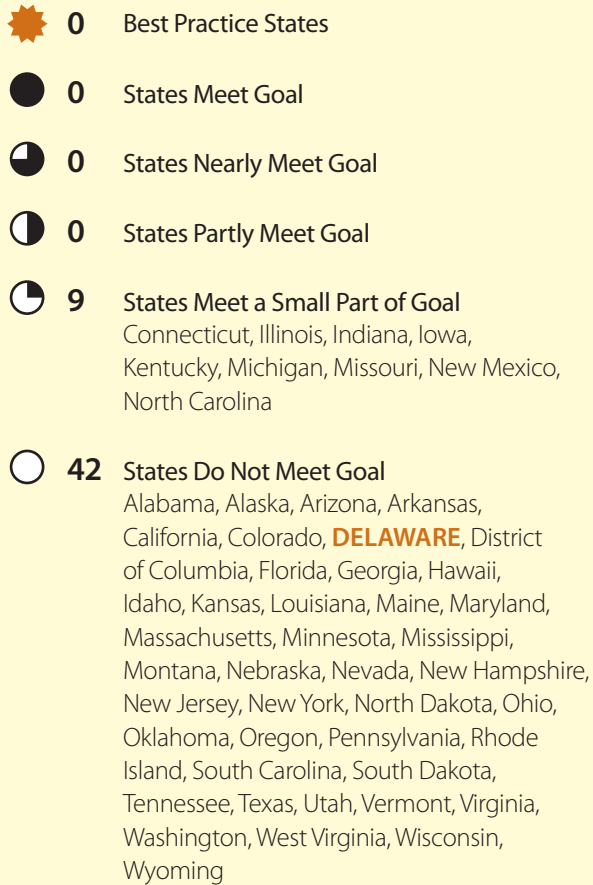 0 Best Practice States
0 States Meet Goal
0 States Nearly Meet Goal
0 States Partly Meet Goal
9 States Meet a Small Part of Goal
Connecticut, Illinois, Indiana, Iowa,
Kentucky, Michigan, Missouri, New Mexico,
North Carolina
42 States Do Not Meet Goal
Alabama, Alaska, Arizona, Arkansas,
California, Colorado, DELAWARE, District
of Columbia, Florida, Georgia, Hawaii,
Idaho, Kansas, Louisiana, Maine, Maryland,
Massachusetts, Minnesota, Mississippi,
Montana, Nebraska, Nevada, New Hampshire,
New Jersey, New York, North Dakota, Ohio,
Oklahoma, Oregon, Pennsylvania, Rhode
Island, South Carolina, South Dakota,
Tennessee, Texas, Utah, Vermont, Virginia,
Washington, West Virginia, Wisconsin,
Wyoming